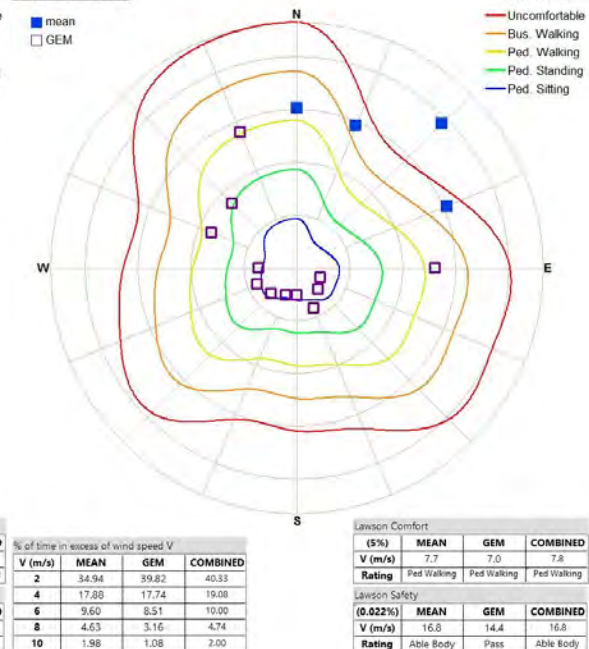 mean
GEM
N
Uncomfortable
Bus. Walking
Ped. Walking
Ped. Standing
Ped. Sitting
W
E
S
% of time in excess of wind speed V
V (m/s) MEAN GEM COMBINED
2 34.94 39.82 40.33
4 17.88 17.74 19.08
6 9.60 8.51 10.00
8 4.63 3.16 4.74
10 1.98 1.08 2.00
Lawson Comfort
(5%) MEAN GEM COMBINED
V (m/s) 7.7 7.0 7.8
Rating Ped Walking Ped Walking Ped Walking
Lawson Safety
(0.022%) MEAN GEM COMBINED
V (m/s) 16.8 14.4 16.8
Rating Able Body Pass Able Body